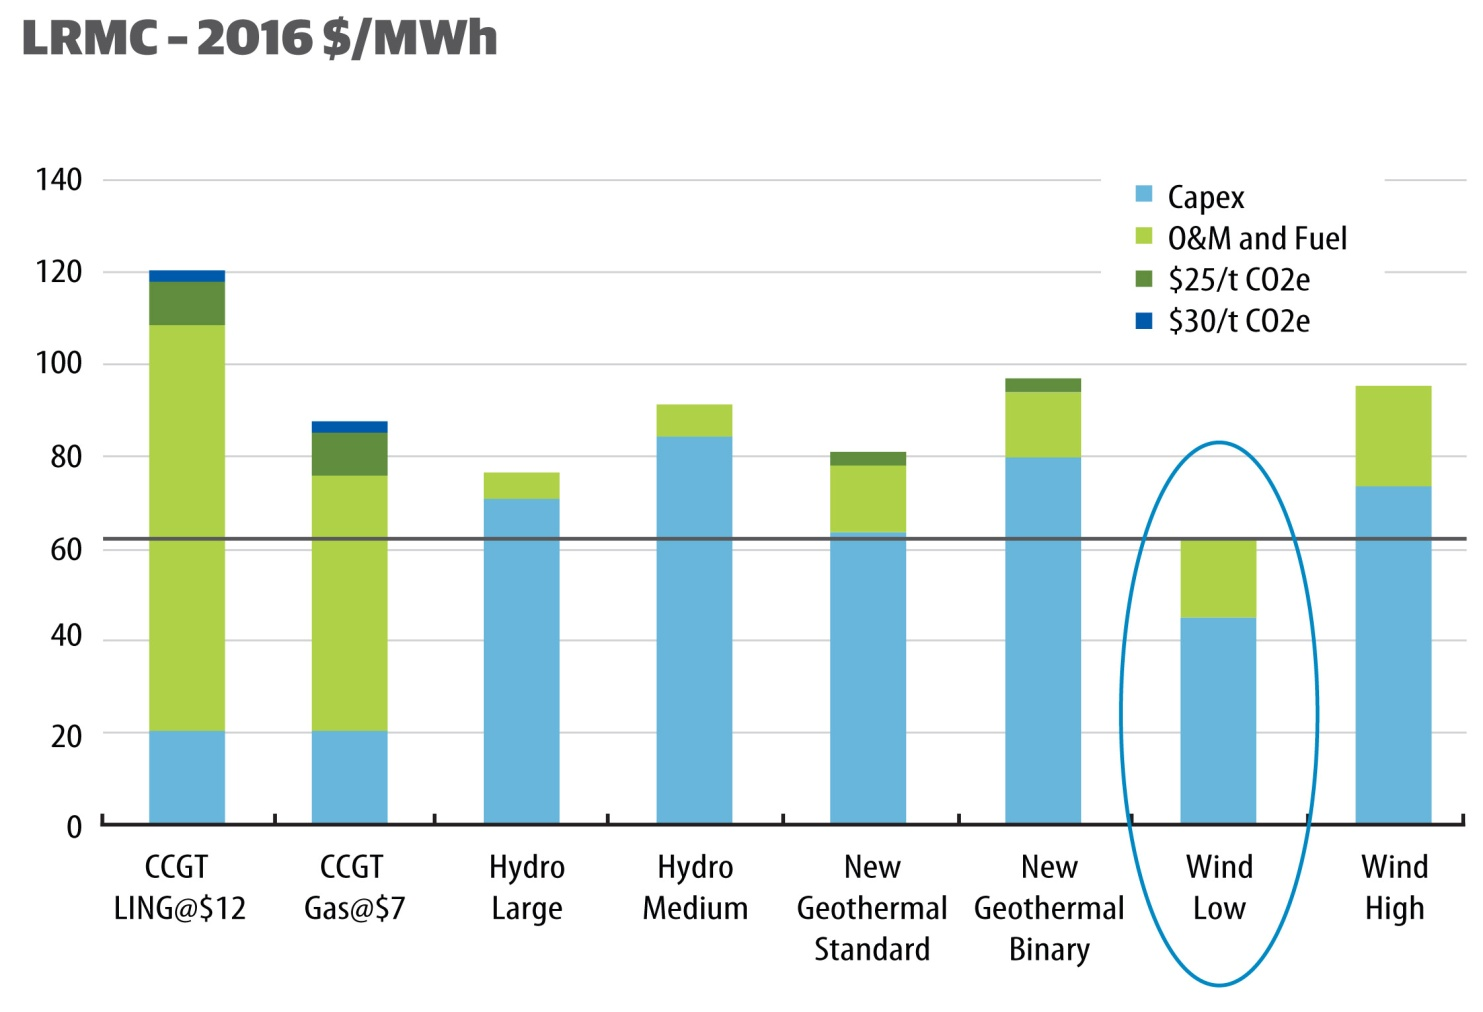 LRMC – 2016 $/MWh
140
120
100
80
60
40
20
0
Capex
O&M and Fuel
$25/t CO2e
$30/t CO2e
CCGT
LING@$12
CCGT
Gas@$7
Hydro
Large
Hydro
Medium
New
Geothermal
Standard
New
Geothermal
Binary
Wind
Low
Wind
High